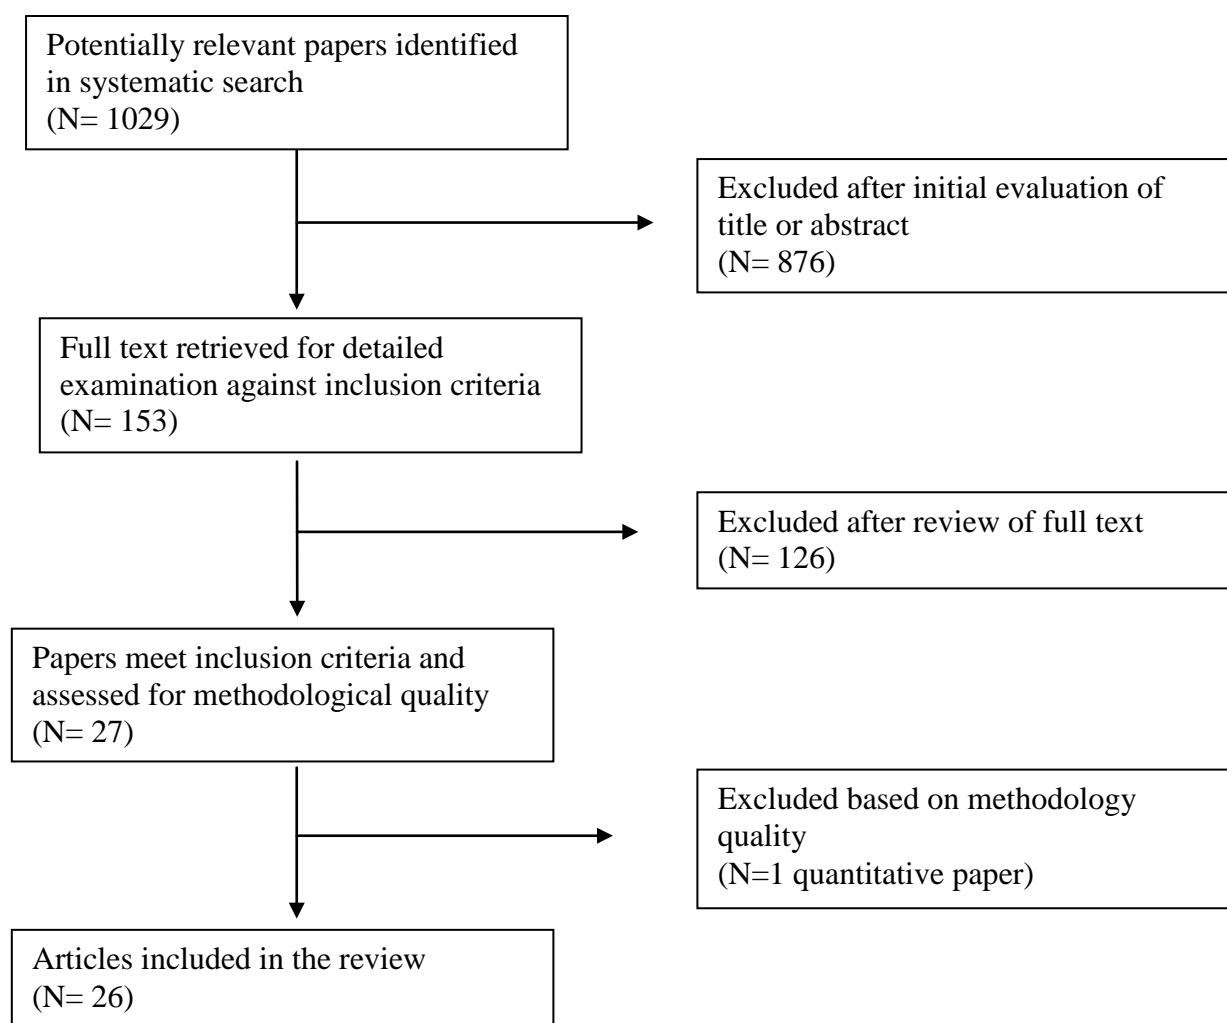 Potentially relevant papers identified
in systematic search
(N= 1029)
Excluded after initial evaluation of
title or abstract
(N= 876)
Full text retrieved for detailed
examination against inclusion criteria
(N= 153)
Excluded after review of full text
(N= 126)
Papers meet inclusion criteria and
assessed for methodological quality
(N= 27)
Excluded based on methodology
quality
(N=1 quantitative paper)
Articles included in the review
(N= 26)